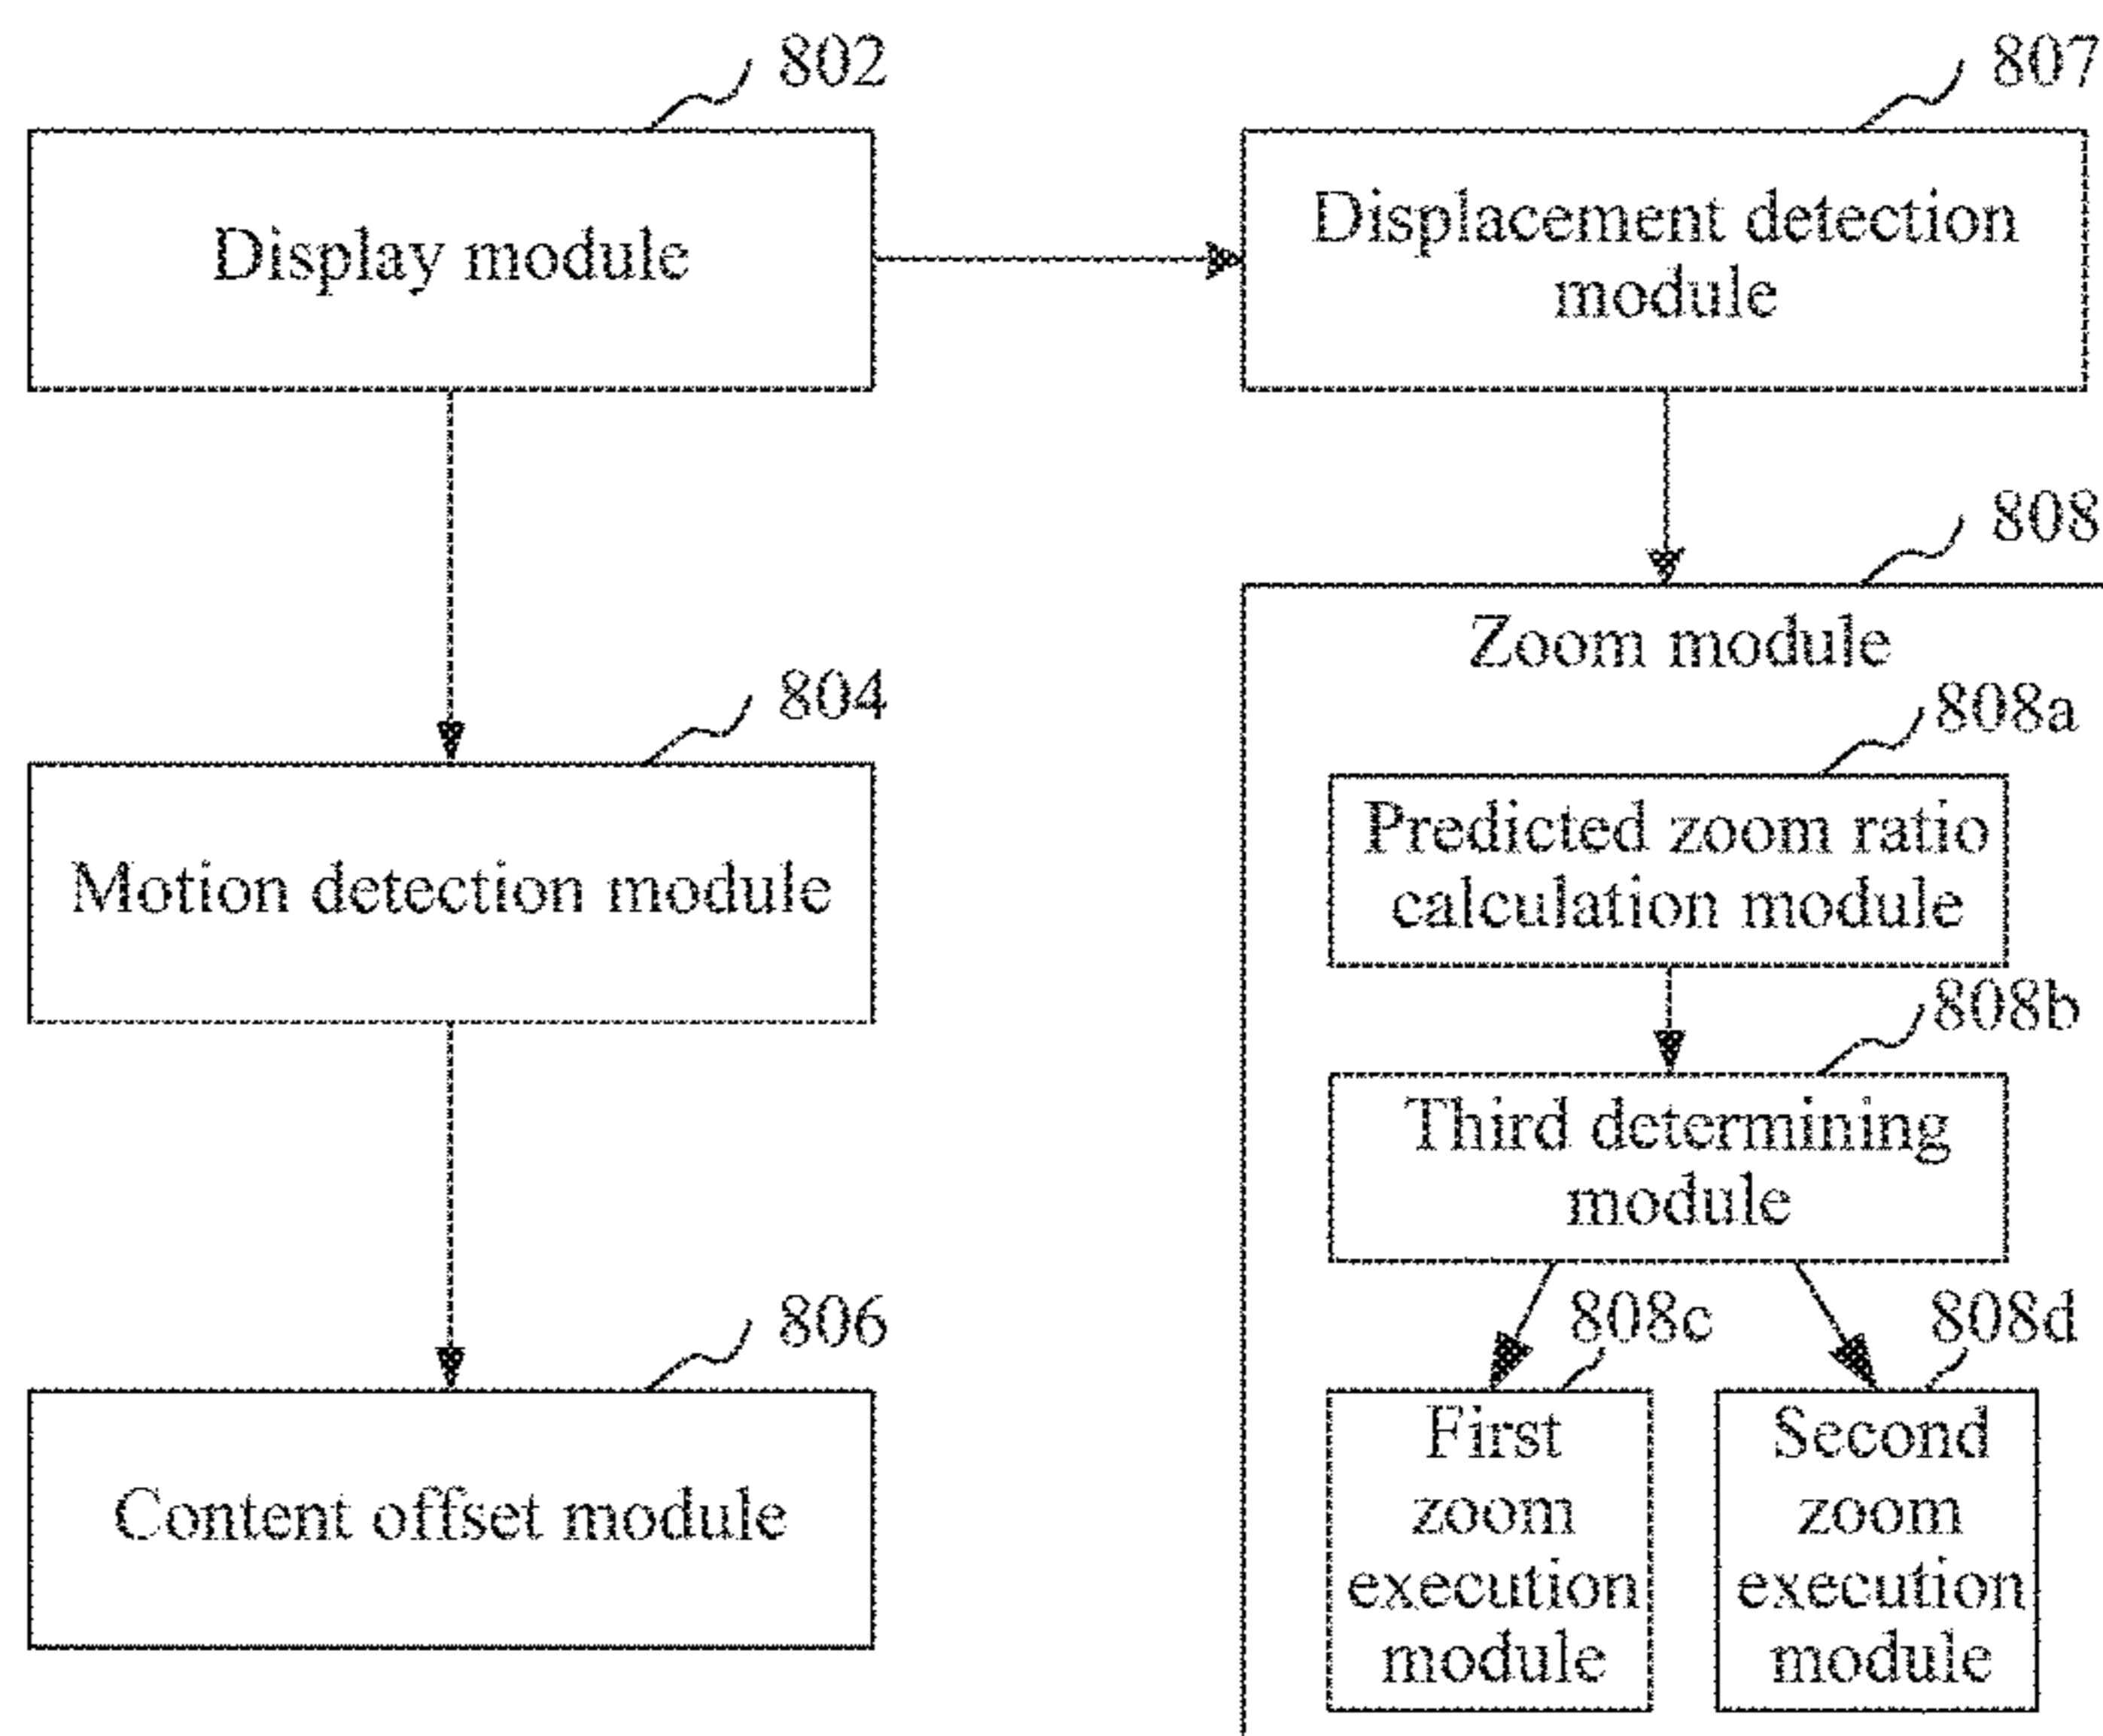 802
Display module
807
Displacement detection
module
804
Motion detection module
806
Content offset module
808
Zoom module
808a
Predicted zoom ratio
calculation module
808b
Third determining
module
808c
First
zoom
execution
module
808d
Second
zoom
execution
module